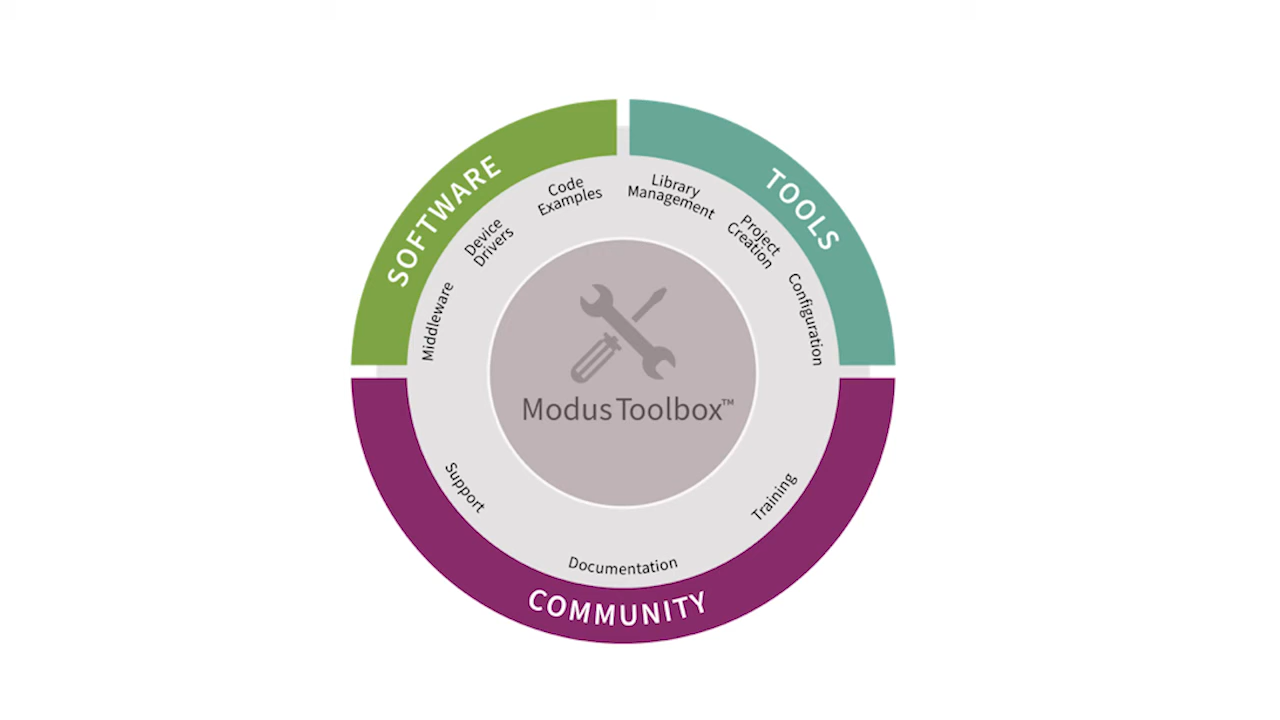 SOFTWARE
TOOLS
Code
Examples
Library
Management
Device
Drivers
Project
Creation
Middleware
Configuration
ModusToolbox™
Support
Training
Documentation
COMMUNITY